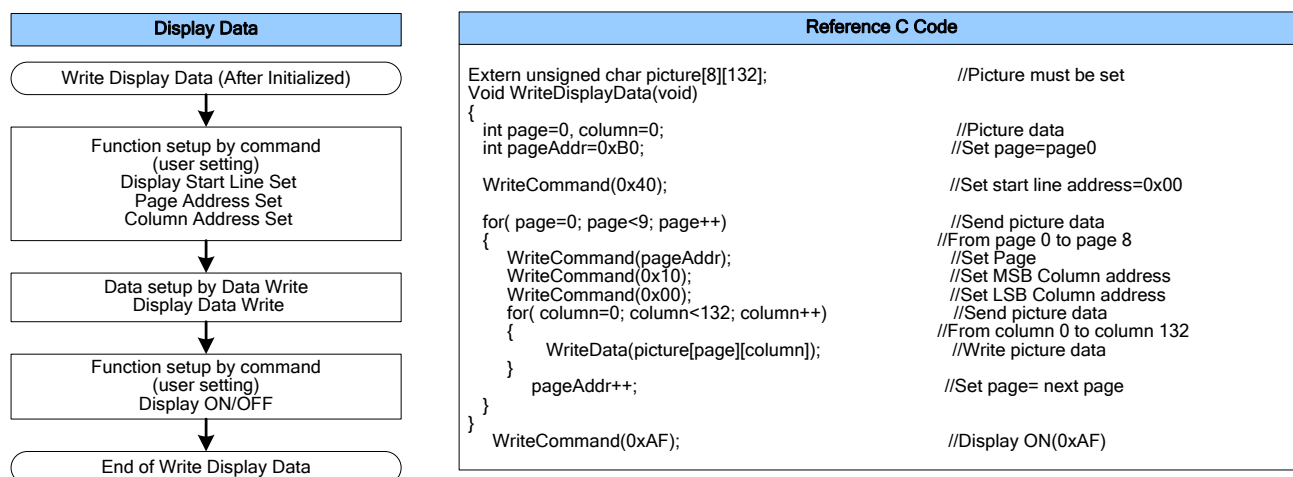 Display Data
Write Display Data (After Initialized)
Function setup by command
(user setting)
Display Start Line Set
Page Address Set
Column Address Set
Data setup by Data Write
Display Data Write
Function setup by command
(user setting)
Display ON/OFF
End of Write Display Data
Reference C Code
Extern unsigned char picture[8][132]; //Picture must be set
Void WriteDisplayData(void)
{
int page=0, column=0; //Picture data
int pageAddr=0xB0; //Set page=page0
WriteCommand(0x40); //Set start line address=0x00
for( page=0; page<9; page++) //Send picture data
{ //From page 0 to page 8
WriteCommand(pageAddr); //Set Page
WriteCommand(0x10); //Set MSB Column address
WriteCommand(0x00); //Set LSB Column address
for( column=0; column<132; column++) //Send picture data
{ //From column 0 to column 132
WriteData(picture[page][column]); //Write picture data
}
pageAddr++; //Set page= next page
}
}
WriteCommand(0xAF); //Display ON(0xAF)